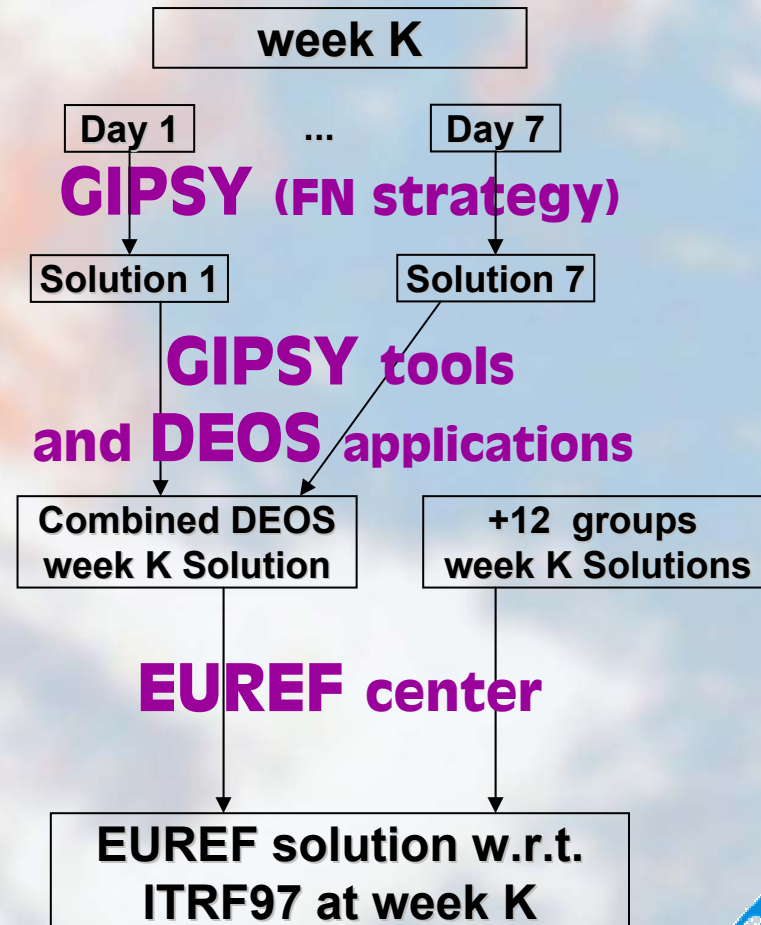 week K
Day 1 ... Day 7
GIPSY (FN strategy)
Solution 1 Solution 7
GIPSY tools
and DEOS applications
Combined DEOS
week K Solution
+12 groups
week K Solutions
EUREF center
EUREF solution w.r.t.
ITRF97 at week K